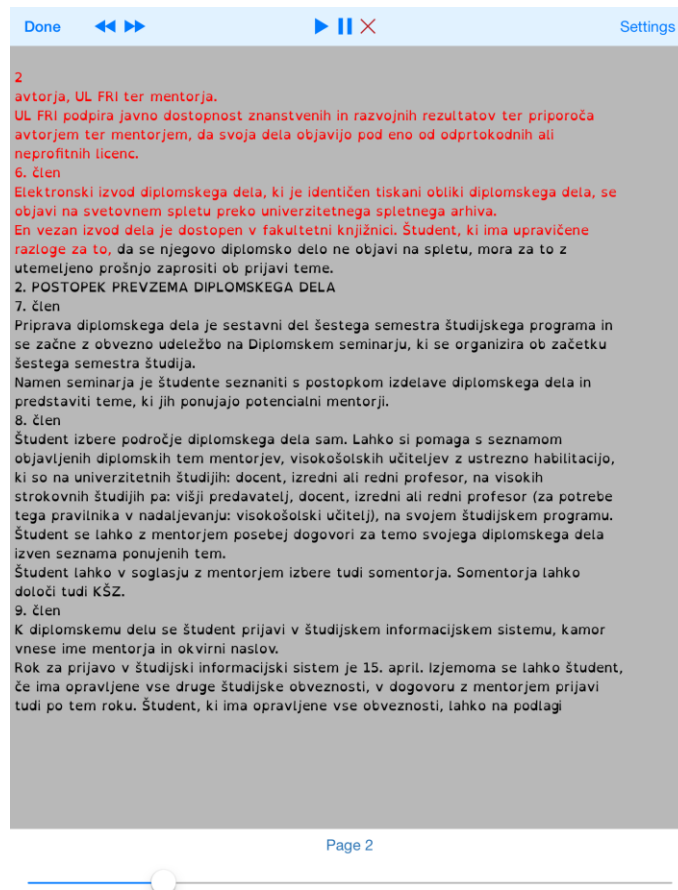 Done
Settings
2
avtorja, UL FRI ter mentorja.
UL FRI podpira javno dostopnost znanstvenih in razvojnih rezultatov ter priporoča
avtorjem ter mentorjem, da svoja dela objavijo pod eno od odprtokodnih ali
neprofitnih licenc.
6. člen
Elektronski izvod diplomskega dela, ki je identičen tiskani obliki diplomskega dela, se
objavi na svetovnem spletu preko univerzitetnega spletnega arhiva.
En vezan izvod dela je dostopen v fakultetni knjižnici. Študent, ki ima upravičene
razloge za to, da se njegovo diplomsko delo ne objavi na spletu, mora za to z
utemeljeno prošnjo zaprositi ob prijavi teme.
2. POSTOPEK PREVZEMA DIPLOMSKEGA DELA
7. člen
Priprava diplomskega dela je sestavni del šestega semestra študijskega programa in
se začne z obvezno udeležbo na Diplomskem seminarju, ki se organizira ob začetku
šestega semestra študija.
Namen seminarja je študente seznaniti s postopkom izdelave diplomskega dela in
predstaviti teme, ki jih ponujajo potencialni mentorji.
8. člen
Študent izbere področje diplomskega dela sam. Lahko si pomaga s seznamom
objavljenih diplomskih tem mentorjev, visokošolskih učiteljev z ustrezno habilitacijo,
ki so na univerzitetnih študijih: docent, izredni ali redni profesor, na visokih
strokovnih študijih pa: višji predavatelj, docent, izredni ali redni profesor (za potrebe
tega pravilnika v nadaljevanju: visokošolski učitelj), na svojem študijskem programu.
Študent se lahko z mentorjem posebej dogovori za temo svojega diplomskega dela
izven seznama ponujenih tem.
Študent lahko v soglasju z mentorjem izbere tudi somentorja. Somentorja lahko
določi tudi KŠZ.
9. člen
K diplomskemu delu se študent prijavi v študijskem informacijskem sistemu, kamor
vnese ime mentorja in okvirni naslov.
Rok za prijavo v študijski informacijski sistem je 15. april. Izjemoma se lahko študent,
če ima opravljene vse druge študijske obveznosti, v dogovoru z mentorjem prijavi
tudi po tem roku. Študent, ki ima opravljene vse obveznosti, lahko na podlagi
Page 2